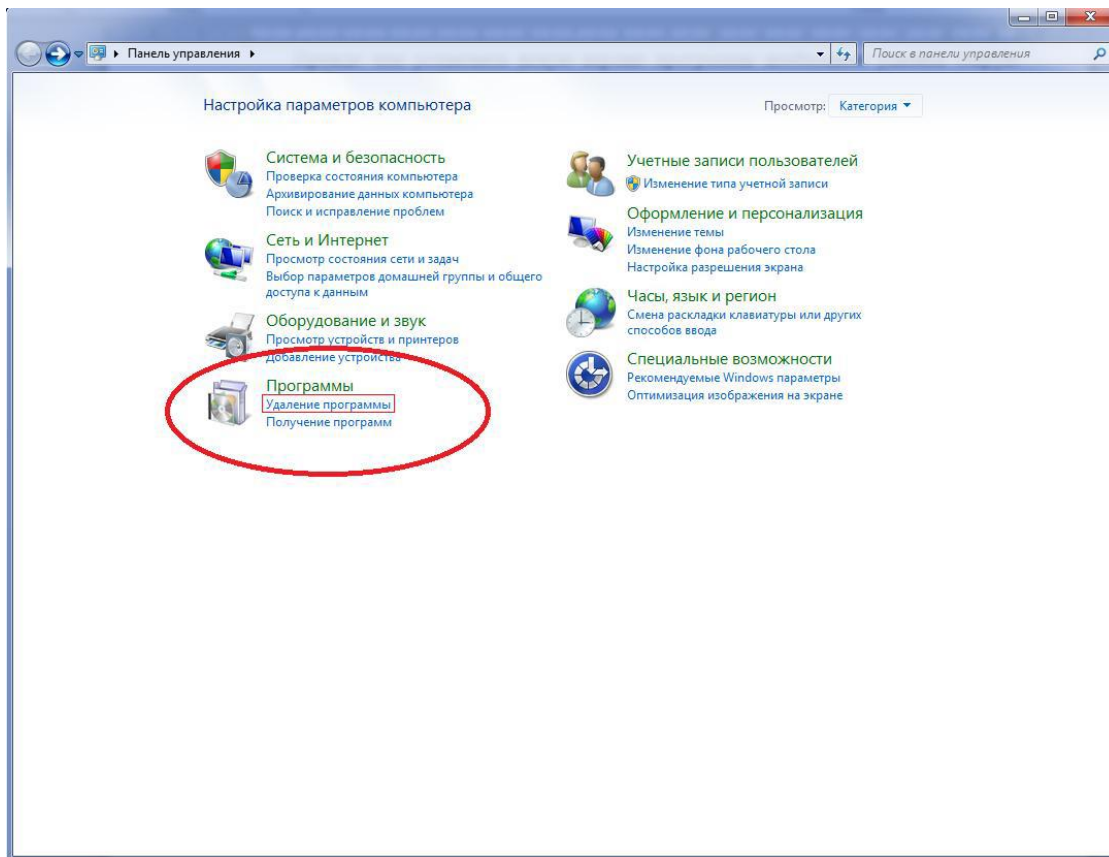 Панель управления
Поиск в панели управления
Настройка параметров компьютера
Просмотр: Категория
Система и безопасность
Проверка состояния компьютера
Архивирование данных компьютера
Поиск и исправление проблем
Сеть и Интернет
Просмотр состояния сети и задач
Выбор параметров домашней группы и общего
доступа к данным
Оборудование и звук
Просмотр устройств и принтеров
Добавление устройства
Программы
Удаление программы
Получение программ
Учетные записи пользователей
Изменение типа учетной записи
Оформление и персонализация
Изменение темы
Изменение фона рабочего стола
Настройка разрешения экрана
Часы, язык и регион
Смена раскладки клавиатуры или других
способов ввода
Специальные возможности
Рекомендуемые Windows параметры
Оптимизация изображения на экране